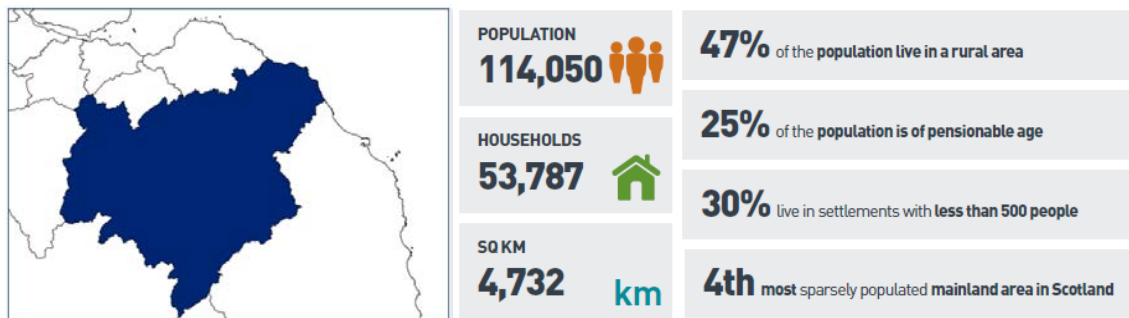 POPULATION
114,050
HOUSEHOLDS
53,787
SQ KM
4,732
km
47% of the population live in a rural area
25% of the population is of pensionable age
30% live in settlements with less than 500 people
4th most sparsely populated mainland area in Scotland